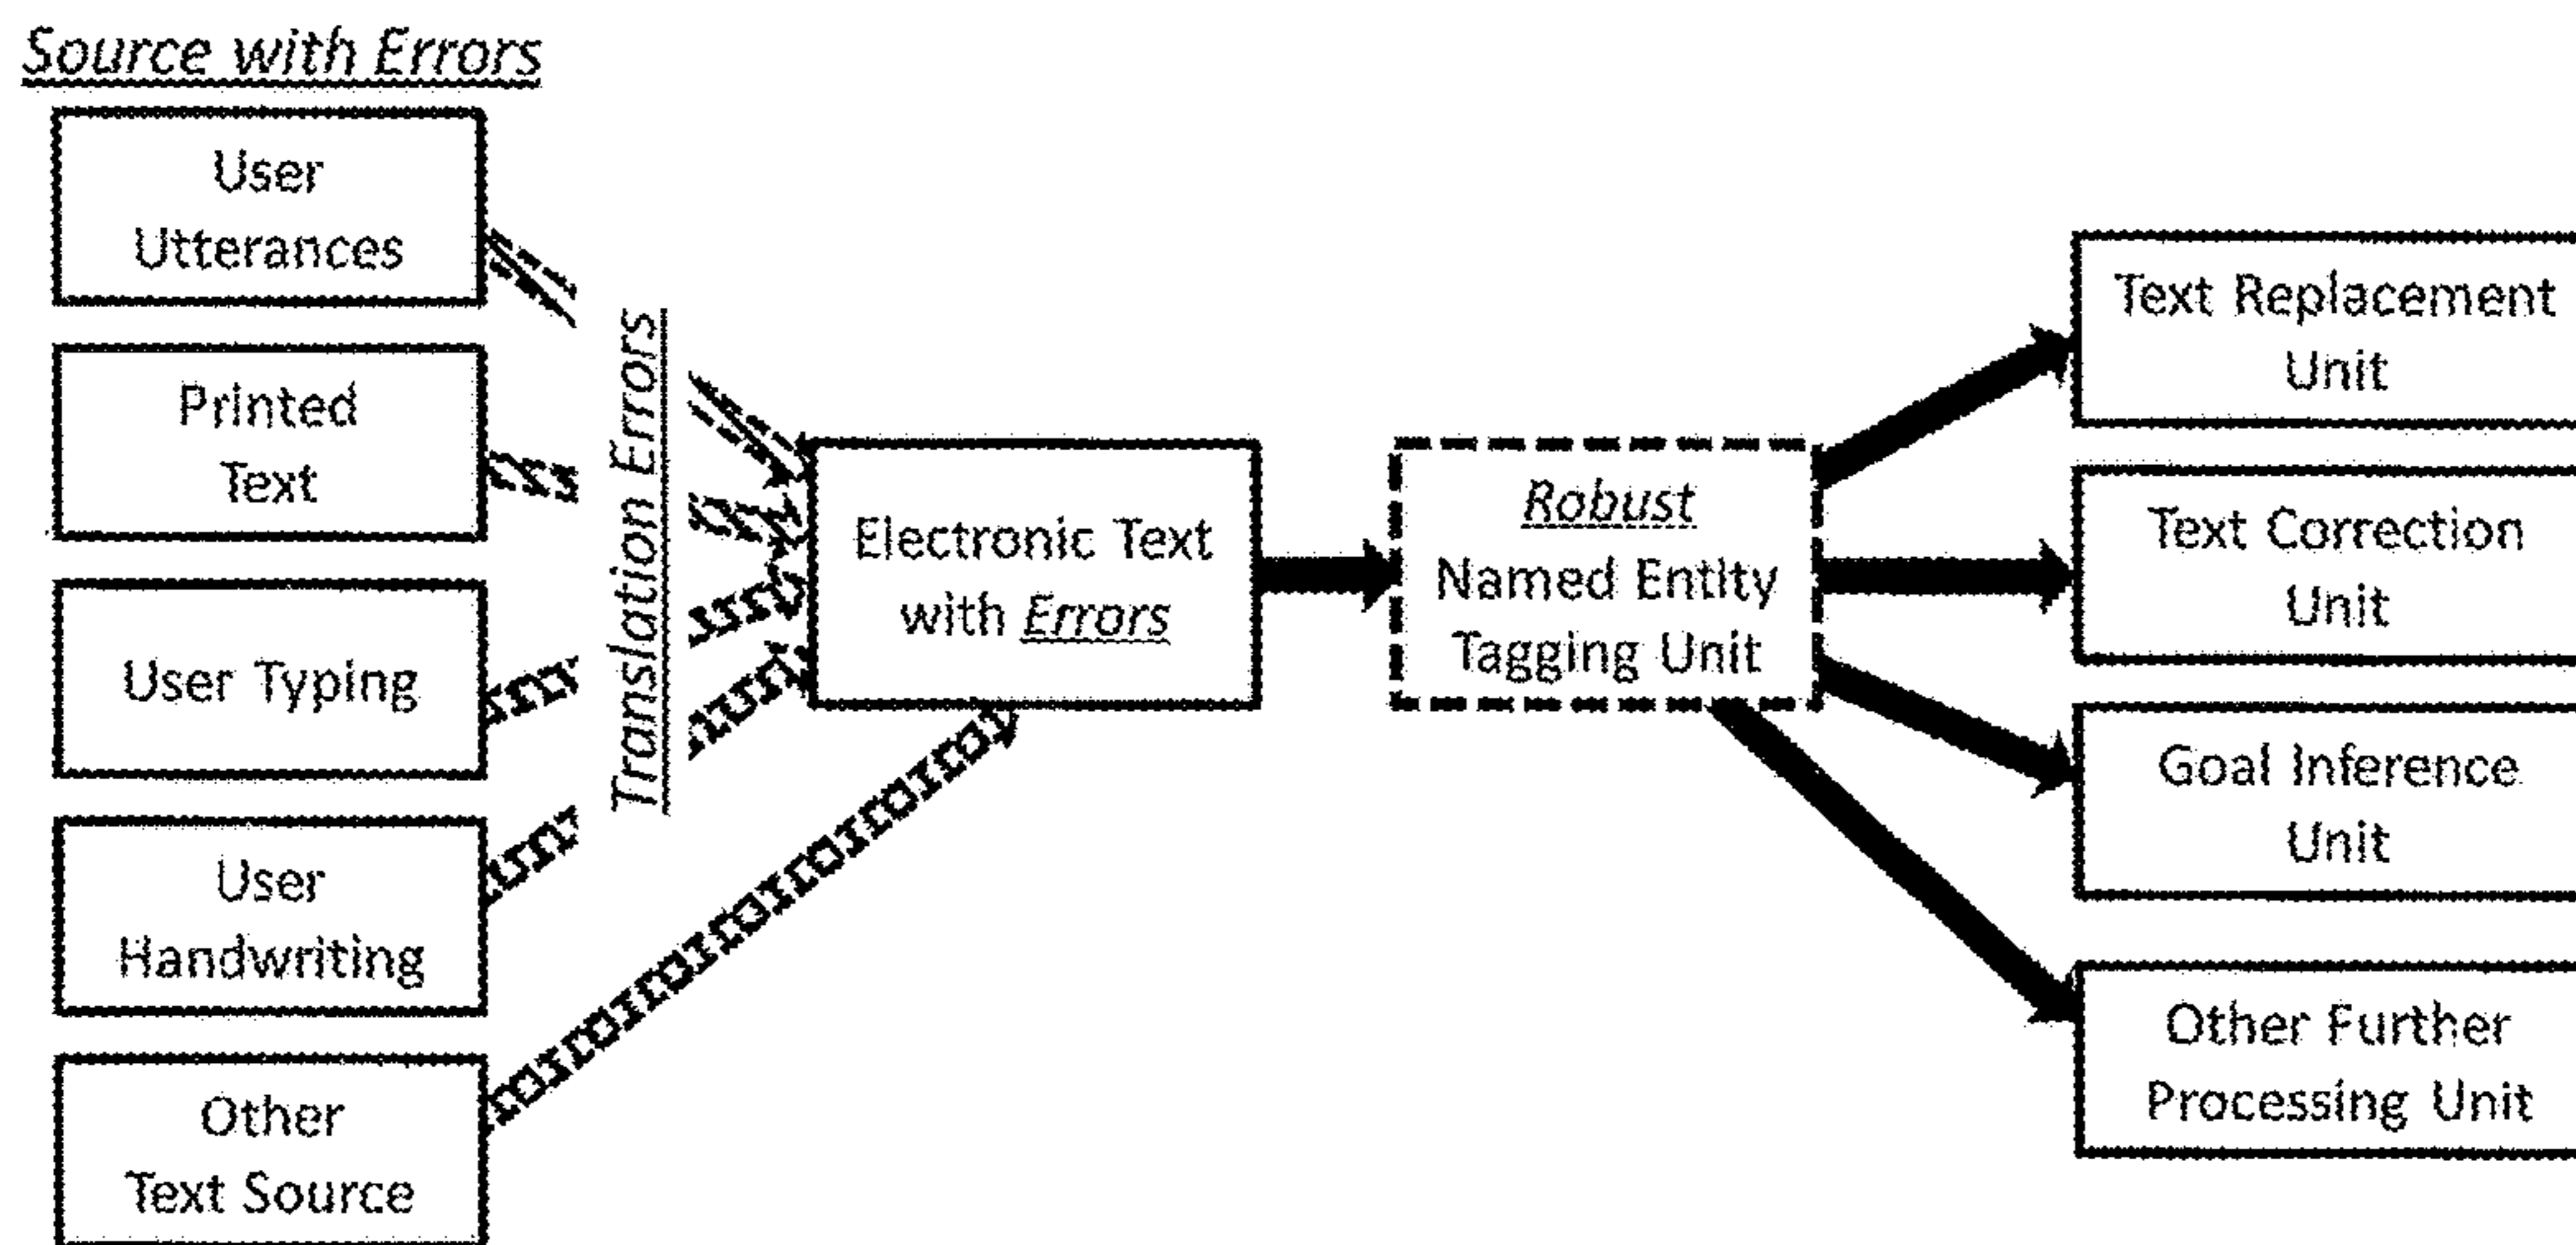 Source with Errors
User
Utterances
Printed
Text
User Typing
User
Handwriting
Other
Text Source
Translation Errors
Electronic Text
with Errors
Robust
Named Entity
Tagging Unit
Text Replacement
Unit
Text Correction
Unit
Goal Inference
Unit
Other Further
Processing Unit